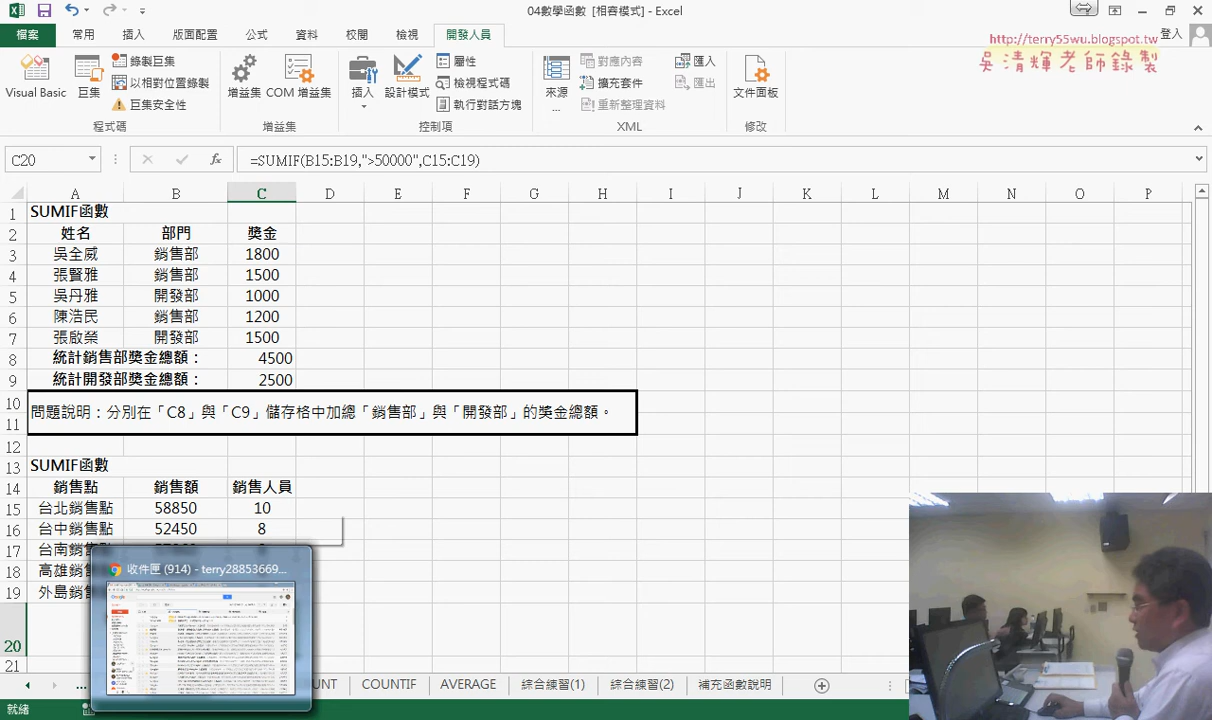 04數學函數 [相容模式] - Excel
http://terry55wu.blogspot.tw
登入
吳清輝老師錄製
檔案 常用 插入 版面配置 公式 資料 校閱 檢視 開發人員
Visual Basic 巨集 錄製巨集 以相對位置錄製 巨集安全性 程式碼
增益集 COM 增益集 增益集
插入 設計模式 屬性 檢視程式碼 執行對話方塊 控制項
來源 對應內容 擴充套件 重新整理資料 匯入 匯出 XML
文件面板 修改
C20 fx =SUMIF(B15:B19,">50000",C15:C19)
A B C D E F G H I J K L M N O P
1 SUMIF函數
2 姓名 部門 獎金
3 吳全威 銷售部 1800
4 張賢雅 銷售部 1500
5 吳丹雅 開發部 1000
6 陳浩民 銷售部 1200
7 張啟榮 開發部 1500
8 統計銷售部獎金總額： 4500
9 統計開發部獎金總額： 2500
10
問題說明：分別在「C8」與「C9」儲存格中加總「銷售部」與「開發部」的獎金總額。
11
12
13 SUMIF函數
14 銷售點 銷售額 銷售人員
15 台北銷售點 58850 10
16 台中銷售點 52450 8
17 台南銷
18 高雄銷
19 外島銷
20
21
收件匣 (914) - terry28853669...
... UNT COUNTIF AVERAGE 綜合練習(1) 綜合練習(2) 補充函數說明
就緒